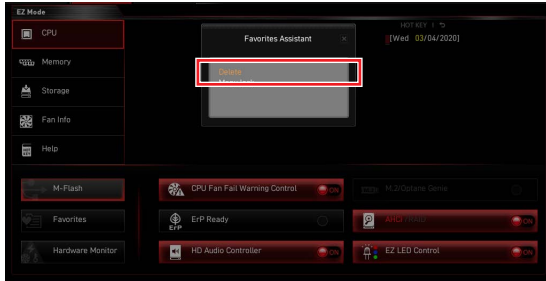 EZ Mode
HOT KEY |
CPU
Favorites Assistant
[Wed 03/04/2020]
Memory
Delete
Storage
Fan Info
Help
M-Flash
CPU Fan Fail Warning Control
ON
M.2/Optane Genie
Favorites
ErP
ErP Ready
AHCI / RAID
ON
Hardware Monitor
HD Audio Controller
ON
EZ LED Control
ON